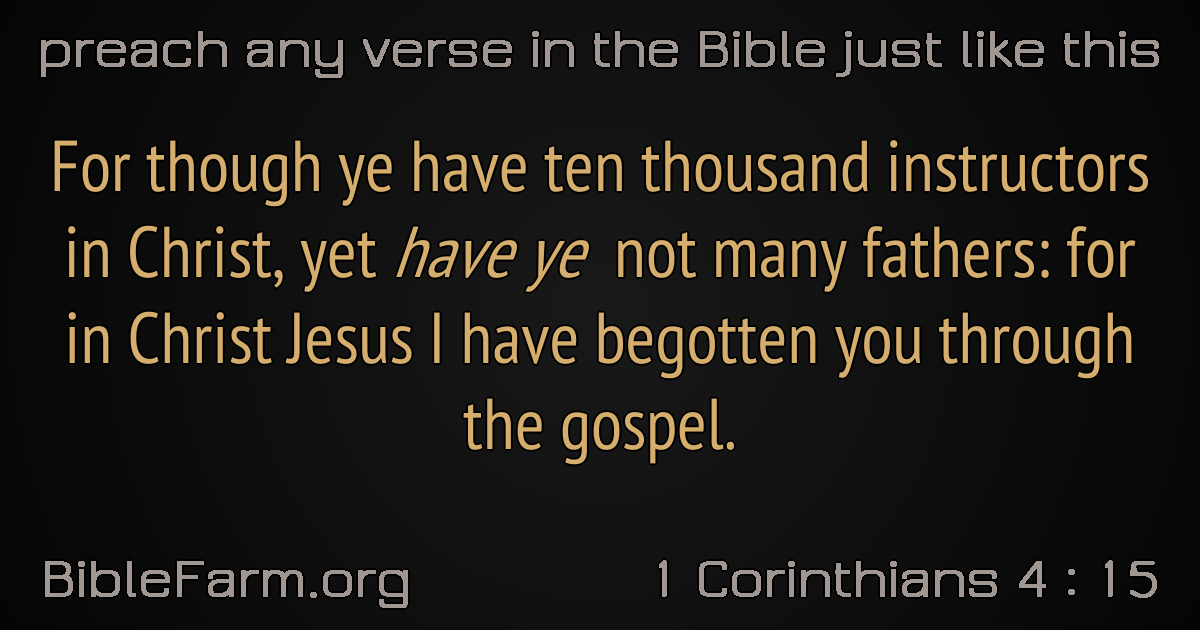 preach any verse in the Bible just like this
For though ye have ten thousand instructors
in Christ, yet have ye not many fathers: for
in Christ Jesus I have begotten you through
the gospel.
BibleFarm.org
1 Corinthians 4 : 15